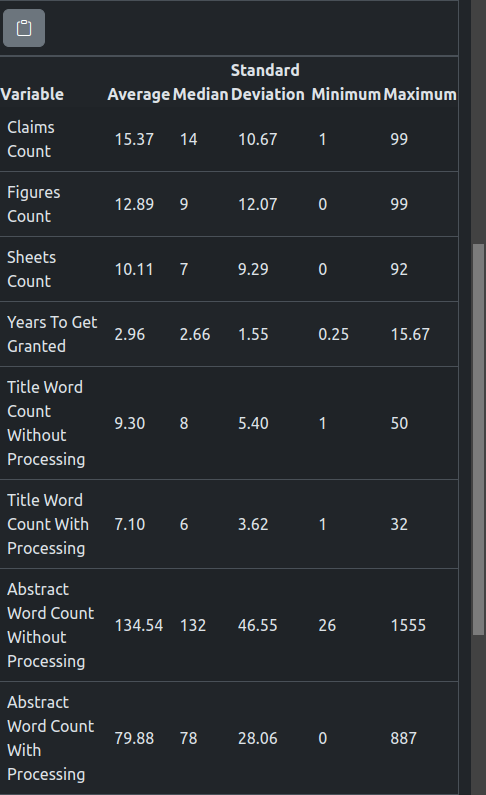 Variable Average Median Standard Deviation Minimum Maximum
Claims Count 15.37 14 10.67 1 99
Figures Count 12.89 9 12.07 0 99
Sheets Count 10.11 7 9.29 0 92
Years To Get Granted 2.96 2.66 1.55 0.25 15.67
Title Word Count Without Processing 9.30 8 5.40 1 50
Title Word Count With Processing 7.10 6 3.62 1 32
Abstract Word Count Without Processing 134.54 132 46.55 26 1555
Abstract Word Count With Processing 79.88 78 28.06 0 887